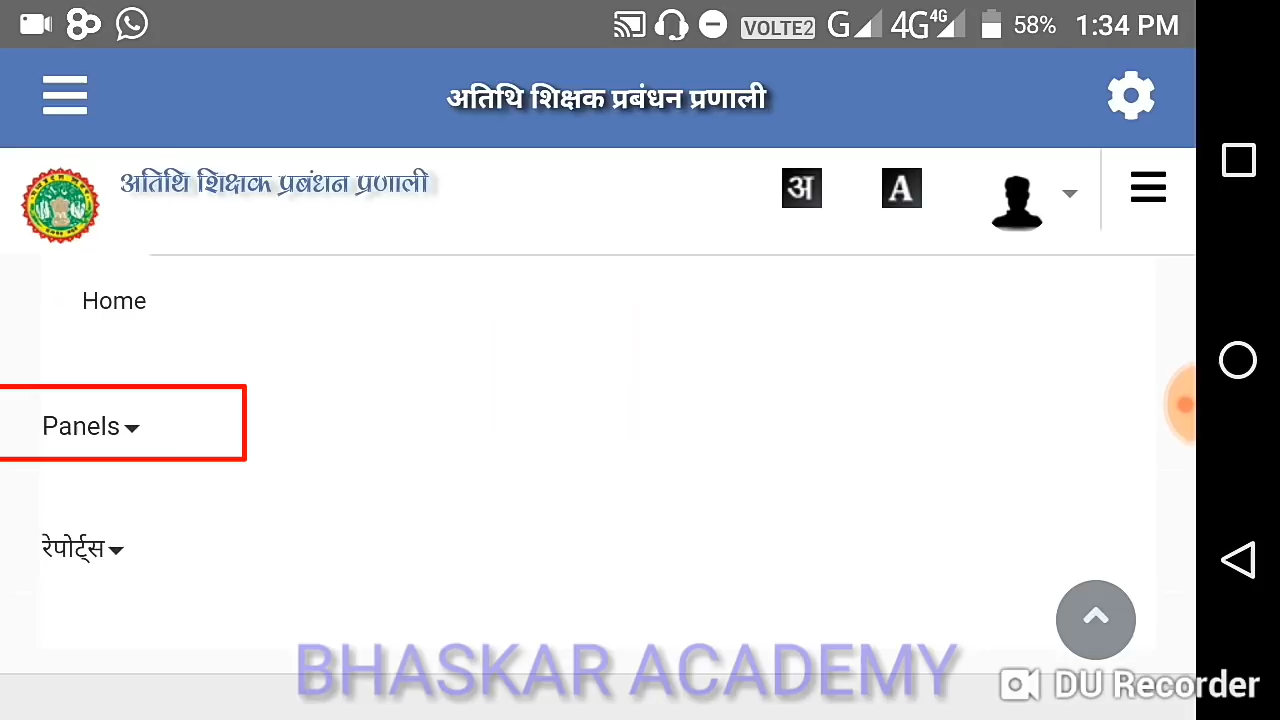 VOLTE2 G 4G 4G 58% 1:34 PM
अतिथि शिक्षक प्रबंधन प्रणाली
अतिथि शिक्षक प्रबंधन प्रणाली
अ A
Home
Panels
रेपोर्ट्स
BHASKAR ACADEMY
DU Recorder